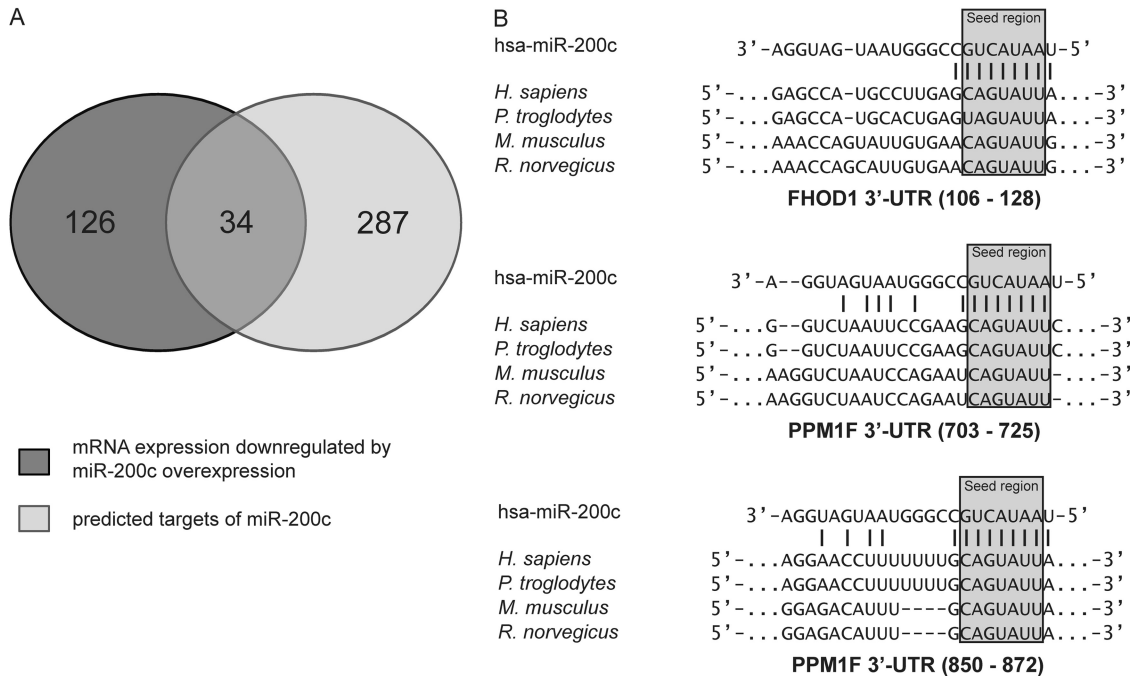 A
126
34
287
mRNA expression downregulated by
miR-200c overexpression
predicted targets of miR-200c
B
Seed region
hsa-miR-200c 3'-AGGUAG-UAAUGGGCCGUCAUAAU-5'
H. sapiens 5'-...GAGCCA-UGCCUUGAGCAGUAUUA...-3'
P. troglodytes 5'-...GAGCCA-UGCACUGAGUAGUAUUA...-3'
M. musculus 5'-...AAACCAGUAUUGUGAACAGUAUUG...-3'
R. norvegicus 5'-...AAACCAGCAUUGUGAACAGUAUUG...-3'
FHOD1 3'-UTR (106 - 128)
Seed region
hsa-miR-200c 3'-A--GGUAGUAAUGGGCCGUCAUAAU-5'
H. sapiens 5'-...G--GUCUAAUUCCGAAGCAGUAUUC...-3'
P. troglodytes 5'-...G--GUCUAAUUCCGAAGCAGUAUUC...-3'
M. musculus 5'-...AAGGUCUAAUCCAGAAUCAGUAUU-...-3'
R. norvegicus 5'-...AAGGUCUAAUCCAGAAUCAGUAUU-...-3'
PPM1F 3'-UTR (703 - 725)
Seed region
hsa-miR-200c 3'-AGGUAGUAAUGGGCCGUCAUAAU-5'
H. sapiens 5'-...AGGAACCUUUUUUUGCAGUAUUA...-3'
P. troglodytes 5'-...AGGAACCUUUUUUUGCAGUAUUA...-3'
M. musculus 5'-...GGAGACAUUU----GCAGUAUUA...-3'
R. norvegicus 5'-...GGAGACAUUU----GCAGUAUUA...-3'
PPM1F 3'-UTR (850 - 872)